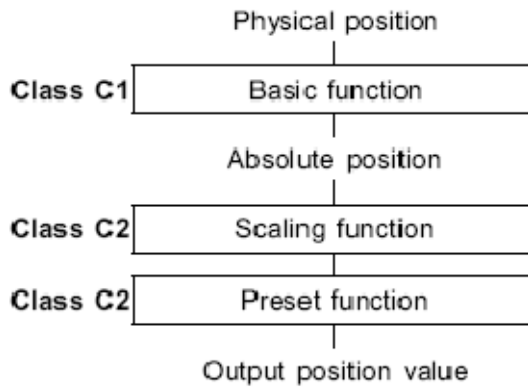 Physical position
Class C1 Basic function
Absolute position
Class C2 Scaling function
Class C2 Preset function
Output position value